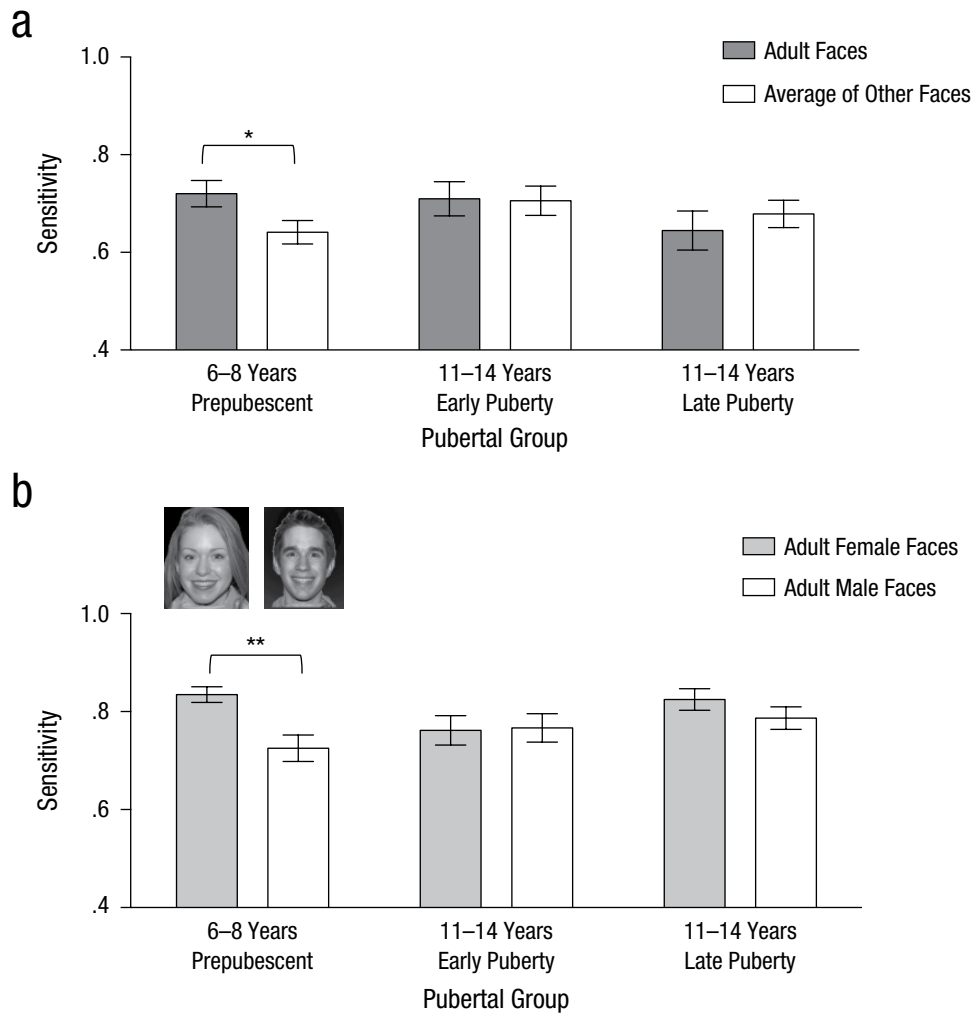 a
1.0
.8
.6
.4
Sensitivity
*
Adult Faces
Average of Other Faces
6–8 Years
Prepubescent
11–14 Years
Early Puberty
11–14 Years
Late Puberty
Pubertal Group
b
1.0
.8
.6
.4
Sensitivity
**
Adult Female Faces
Adult Male Faces
6–8 Years
Prepubescent
11–14 Years
Early Puberty
11–14 Years
Late Puberty
Pubertal Group